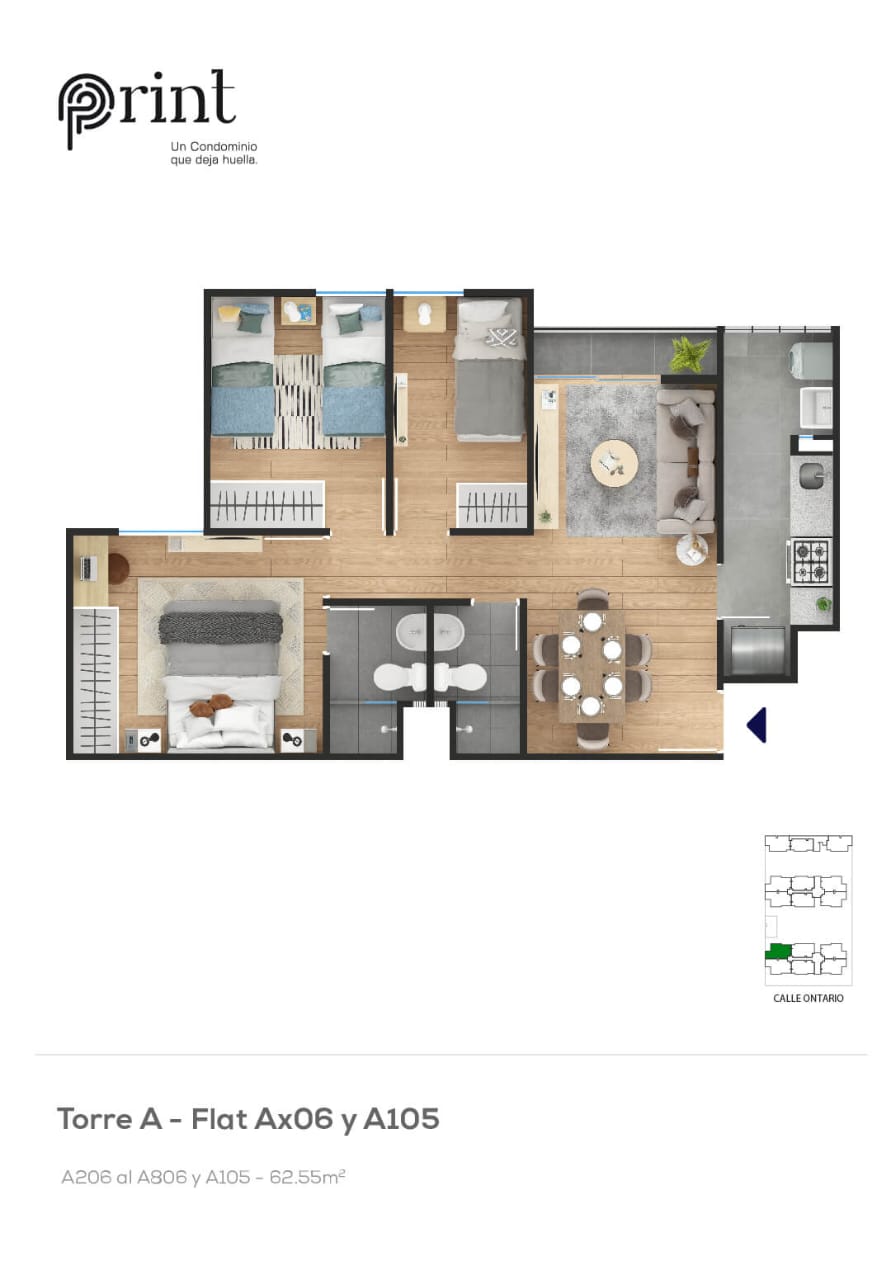 Print
Un Condominio
que deja huella.
CALLE ONTARIO
Torre A - Flat Ax06 y A105
A206 al A806 y A105 - 62.55m²